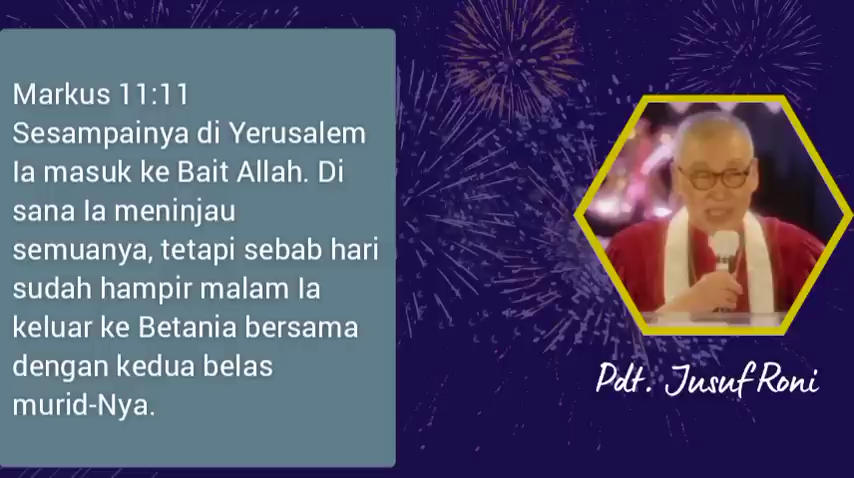 Markus 11:11
Sesampainya di Yerusalem
Ia masuk ke Bait Allah. Di
sana Ia meninjau
semuanya, tetapi sebab hari
sudah hampir malam Ia
keluar ke Betania bersama
dengan kedua belas
murid-Nya.
Pdt. Jusuf Roni